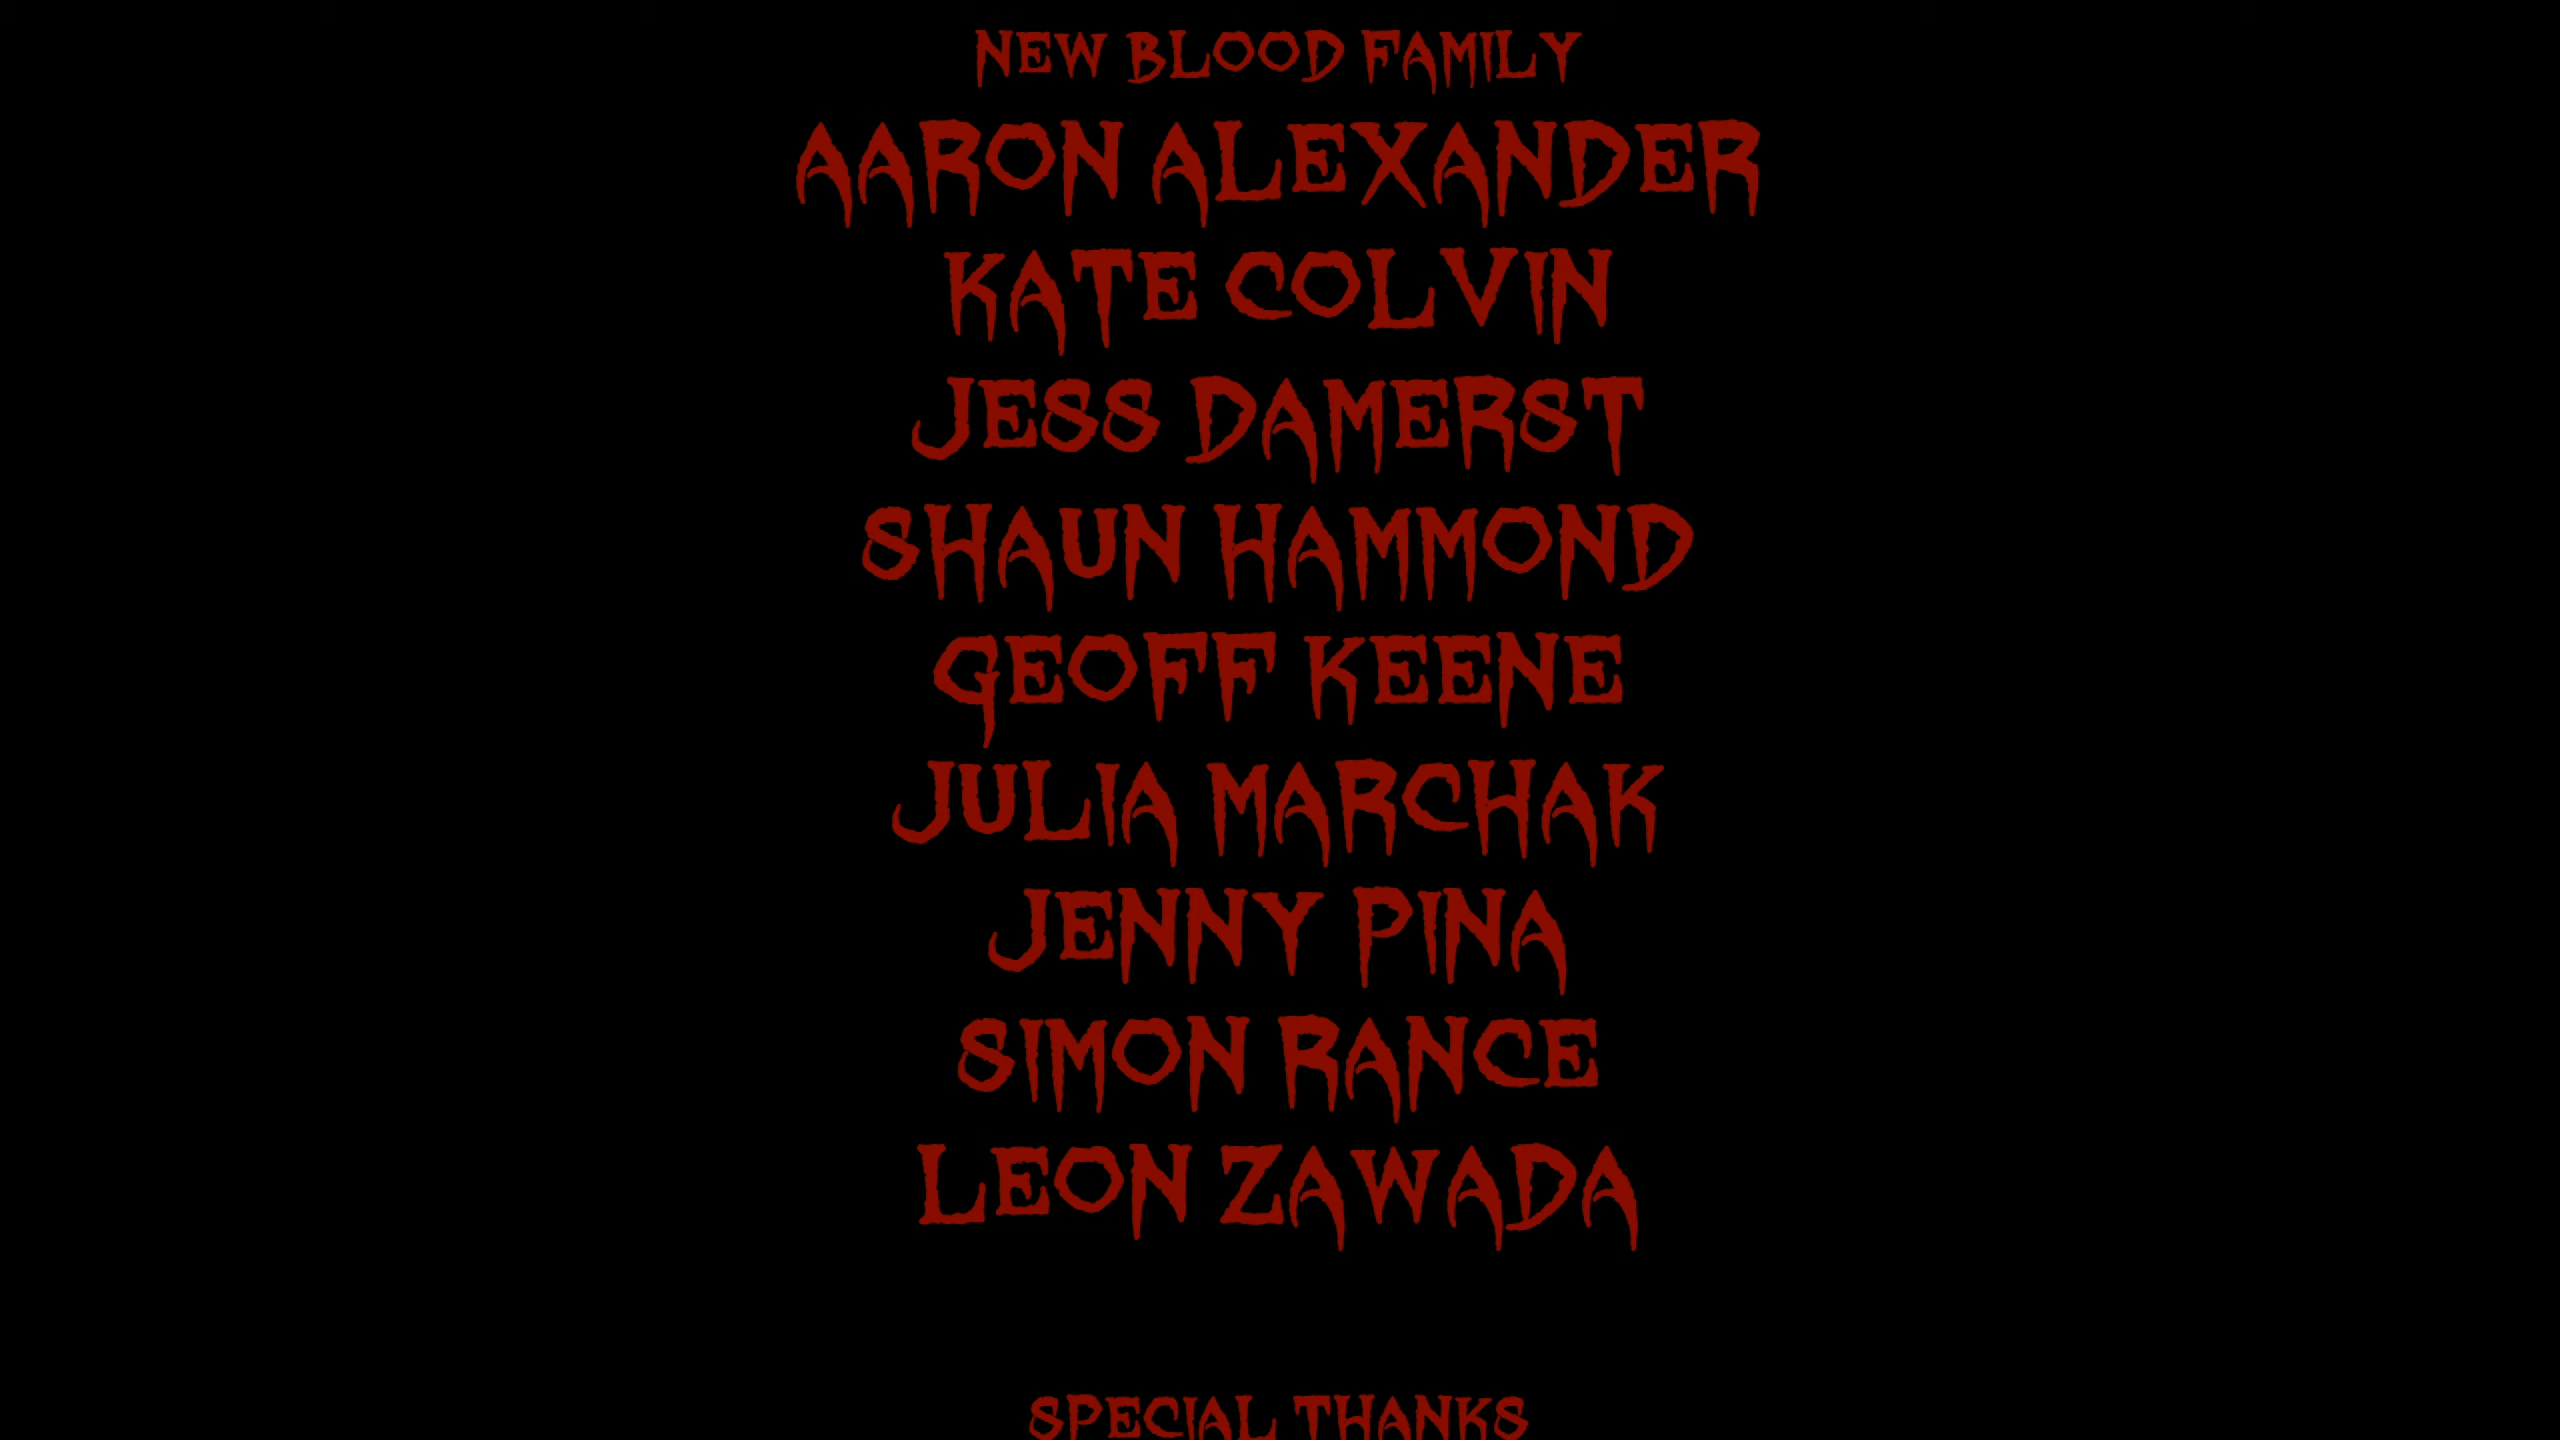 NEW BLOOD FAMILY
AARON ALEXANDER
KATE COLVIN
JESS DAMERST
SHAUN HAMMOND
GEOFF KEENE
JULIA MARCHAK
JENNY PINA
SIMON RANCE
LEON ZAWADA
SPECIAL THANKS